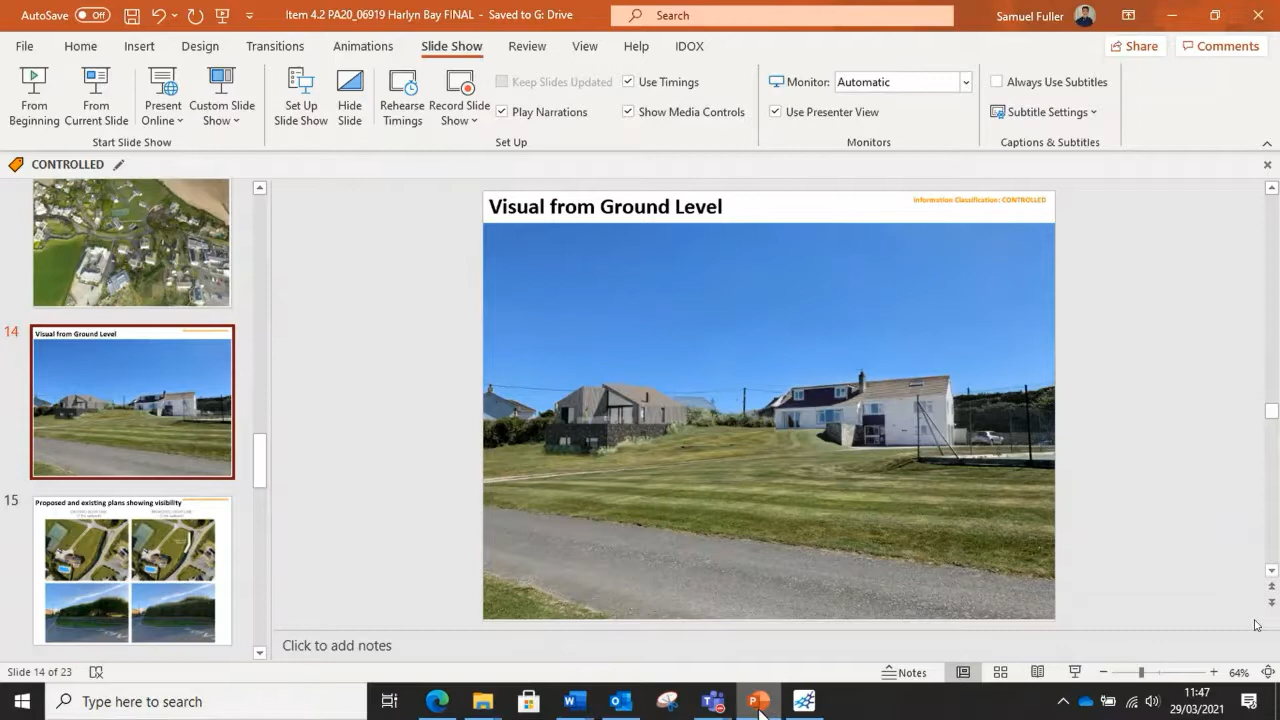 AutoSave Off
Item 4.2 PA20_06919 Harlyn Bay FINAL - Saved to G: Drive
Search
Samuel Fuller
File Home Insert Design Transitions Animations Slide Show Review View Help IDOX
Share Comments
From Beginning
From Current Slide
Present Online
Custom Slide Show
Set Up Slide Show
Hide Slide
Rehearse Timings
Record Slide Show
Keep Slides Updated
Play Narrations
Use Timings
Show Media Controls
Monitor: Automatic
Use Presenter View
Always Use Subtitles
Subtitle Settings
Start Slide Show
Set Up
Monitors
Captions & Subtitles
CONTROLLED
14
Visual from Ground Level
15
Proposed and existing plans showing visibility
Visual from Ground Level
Information Classification: CONTROLLED
Click to add notes
Slide 14 of 23
Notes
64%
Type here to search
11:47
29/03/2021